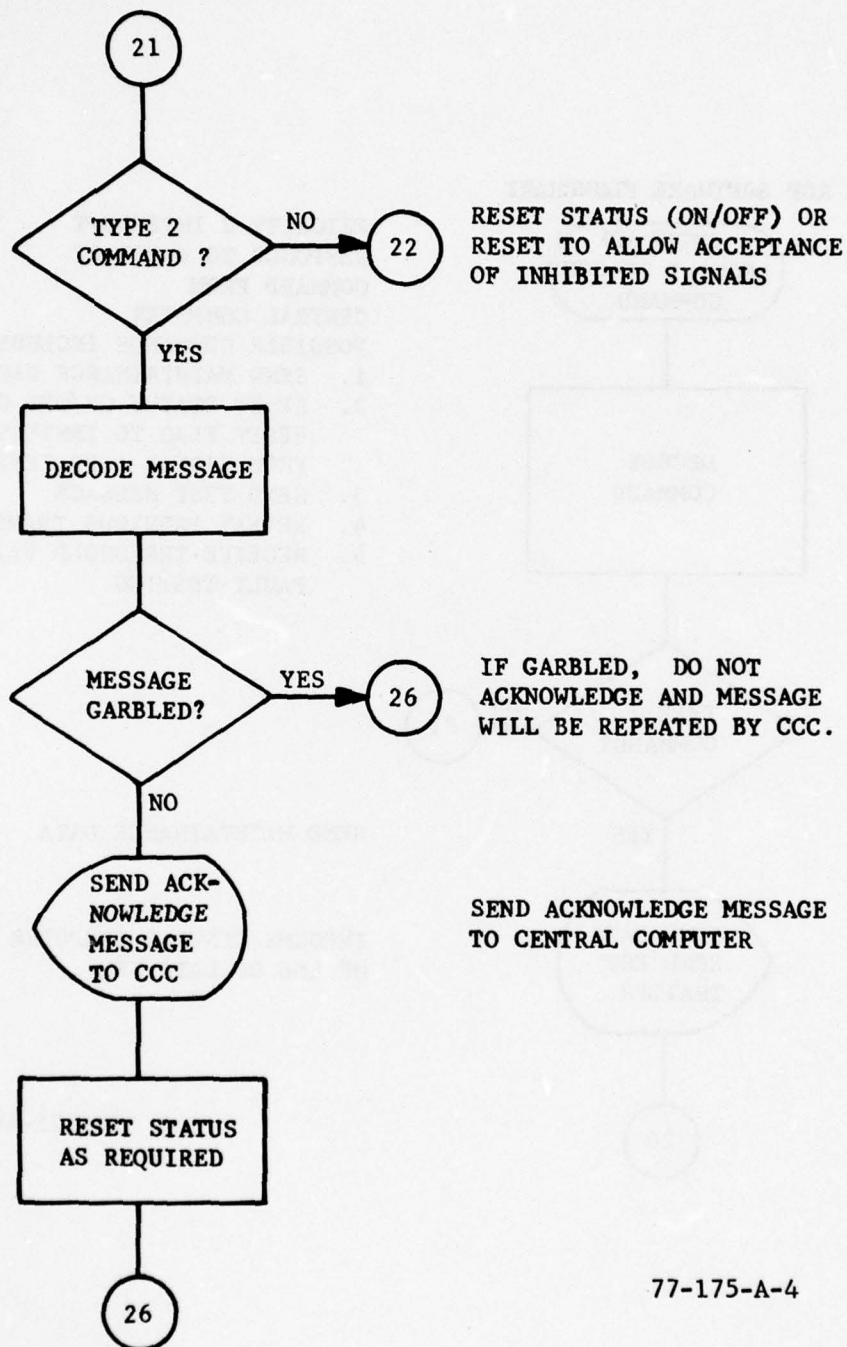 21
TYPE 2
COMMAND ?
NO
22
RESET STATUS (ON/OFF) OR
RESET TO ALLOW ACCEPTANCE
OF INHIBITED SIGNALS
YES
DECODE MESSAGE
MESSAGE
GARBLED?
YES
26
IF GARBLED, DO NOT
ACKNOWLEDGE AND MESSAGE
WILL BE REPEATED BY CCC.
NO
SEND ACK-
NOWLEDGE
MESSAGE
TO CCC
SEND ACKNOWLEDGE MESSAGE
TO CENTRAL COMPUTER
RESET STATUS
AS REQUIRED
26
77-175-A-4